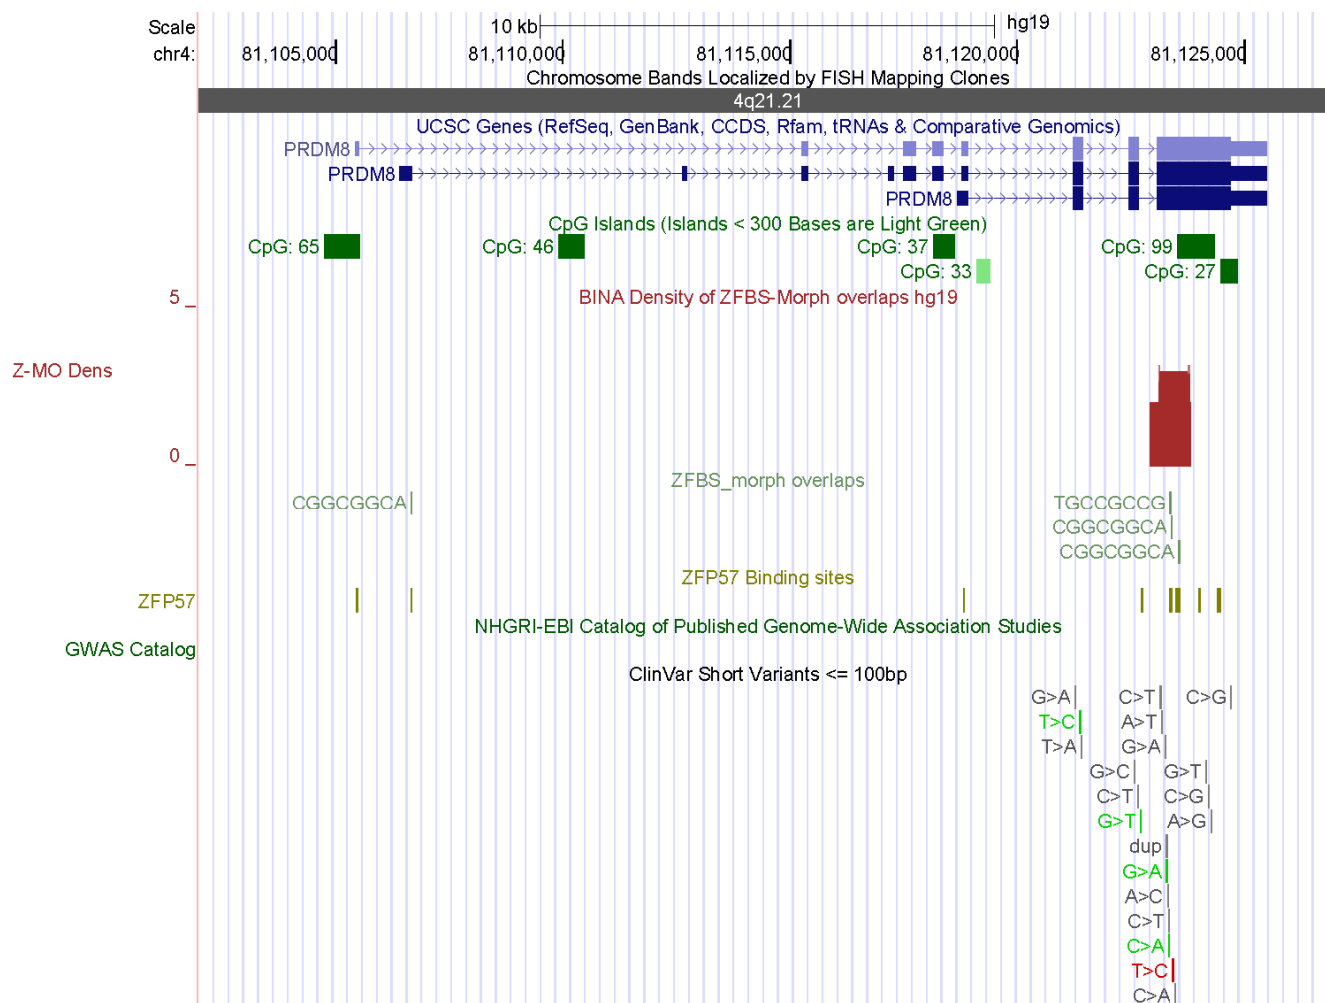 Scale 10 kb hg19
chr4: 81,105,000 81,110,000 81,115,000 81,120,000 81,125,000
Chromosome Bands Localized by FISH Mapping Clones
4q21.21
UCSC Genes (RefSeq, GenBank, CCDS, Rfam, tRNAs & Comparative Genomics)
PRDM8
PRDM8
PRDM8
CpG Islands (Islands < 300 Bases are Light Green)
CpG: 65 CpG: 46 CpG: 37 CpG: 99
CpG: 33 CpG: 27
BINA Density of ZFBS-Morph overlaps hg19
5 _
Z-MO Dens
0 _
ZFBS_morph overlaps
CGGCGGCA TGCCGCCG
CGGCGGCA
CGGCGGCA
ZFP57 Binding sites
ZFP57
NHGRI-EBI Catalog of Published Genome-Wide Association Studies
GWAS Catalog
ClinVar Short Variants <= 100bp
G>A C>T C>G
T>C A>T
T>A G>A
G>C G>T
C>T C>G
G>T A>G
dup
G>A
A>C
C>T
C>A
T>C
C>A